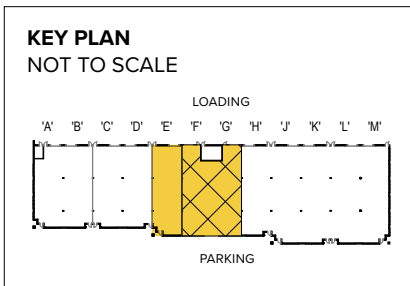 KEY PLAN
NOT TO SCALE
LOADING
'A' 'B' 'C' 'D' 'E' 'F' 'G' 'H' 'J' 'K' 'L' 'M'
PARKING